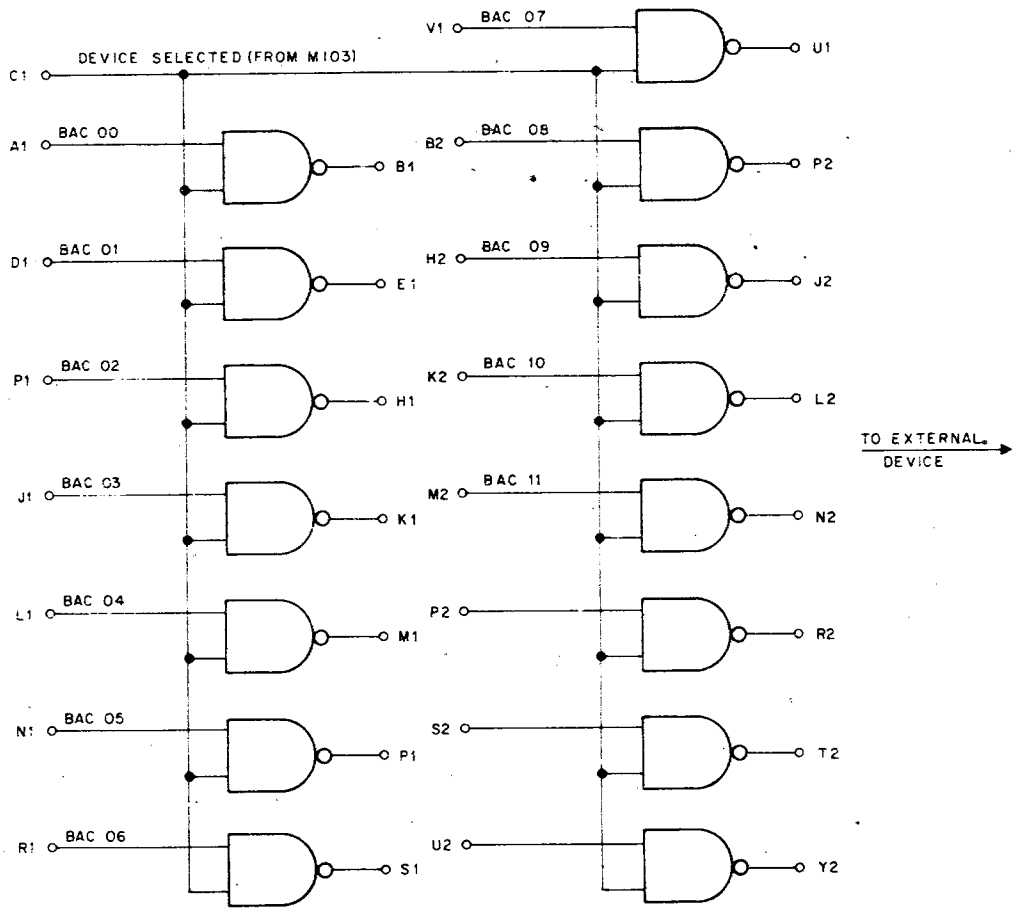 C1
DEVICE SELECTED (FROM M103)
A1
BAC 00
B1
D1
BAC 01
E1
P1
BAC 02
H1
J1
BAC 03
K1
L1
BAC 04
M1
N1
BAC 05
P1
R1
BAC 06
S1
V1
BAC 07
U1
B2
BAC 08
P2
H2
BAC 09
J2
K2
BAC 10
L2
M2
BAC 11
N2
P2
R2
S2
T2
U2
Y2
TO EXTERNAL
DEVICE